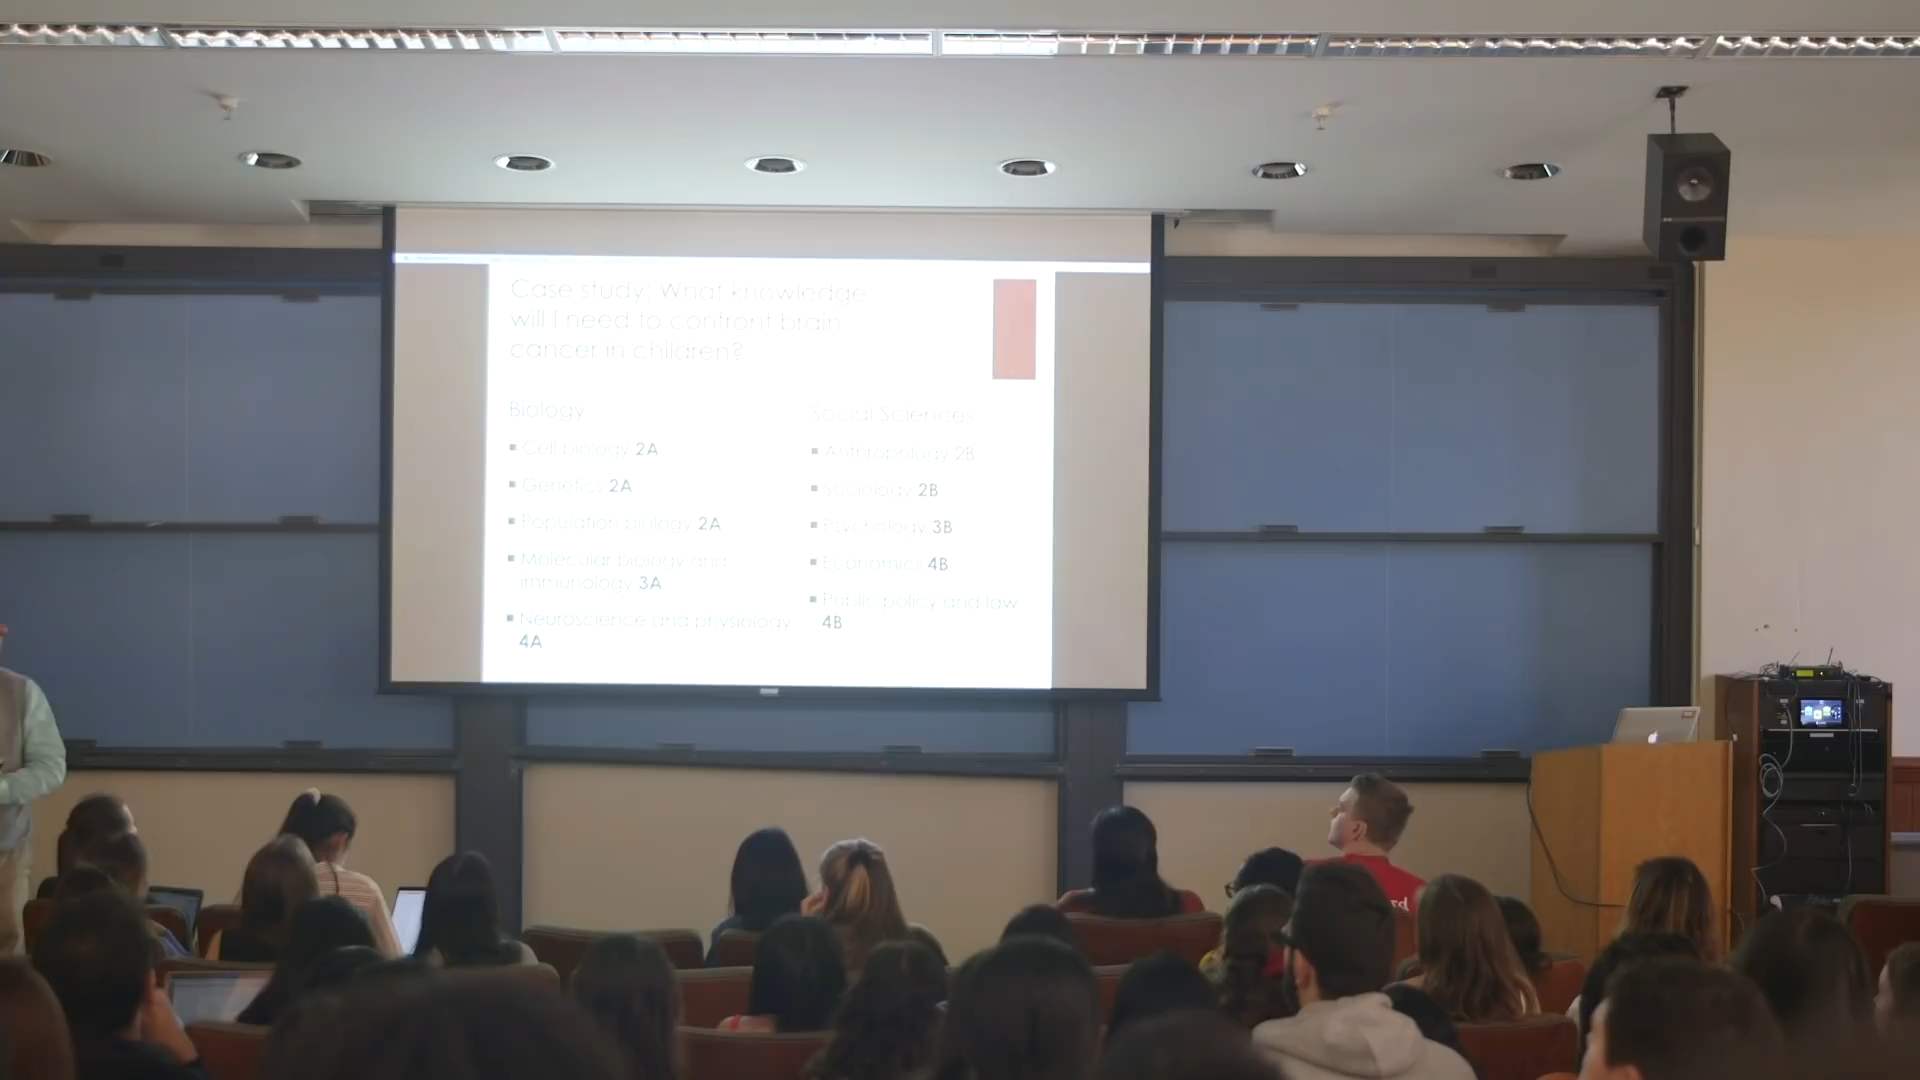 Case study: What knowledge
will I need to confront brain
cancer in children?
Biology
Cell biology 2A
Genetics 2A
Population biology 2A
Molecular biology and
immunology 3A
Neuroscience and physiology
4A
Social Sciences
Anthropology 2B
Sociology 2B
Psychology 3B
Economics 4B
Public policy and law
4B